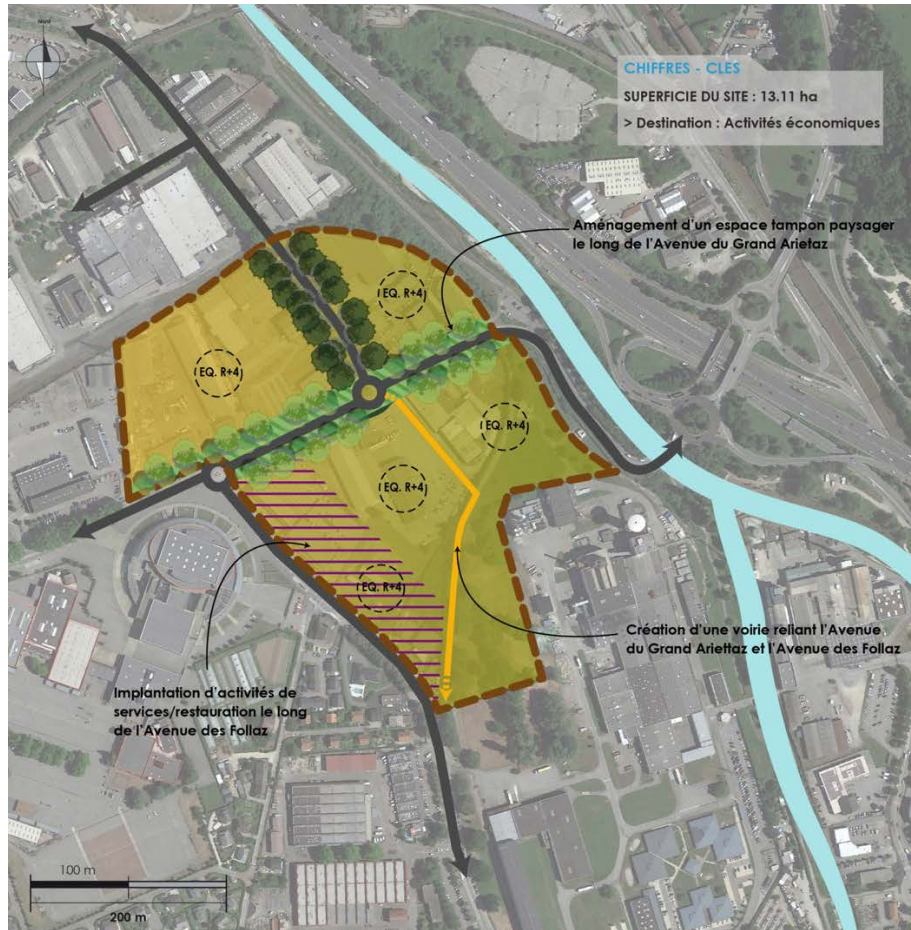 Nord
CHIFFRES - CLES
SUPERFICIE DU SITE : 13.11 ha
> Destination : Activités économiques
Aménagement d'un espace tampon paysager
le long de l'Avenue du Grand Arietaz
EQ. R+4
EQ. R+4
EQ. R+4
EQ. R+4
EQ. R+4
Création d'une voirie reliant l'Avenue
du Grand Ariettaz et l'Avenue des Follaz
Implantation d'activités de
services/restauration le long
de l'Avenue des Follaz
100 m
200 m